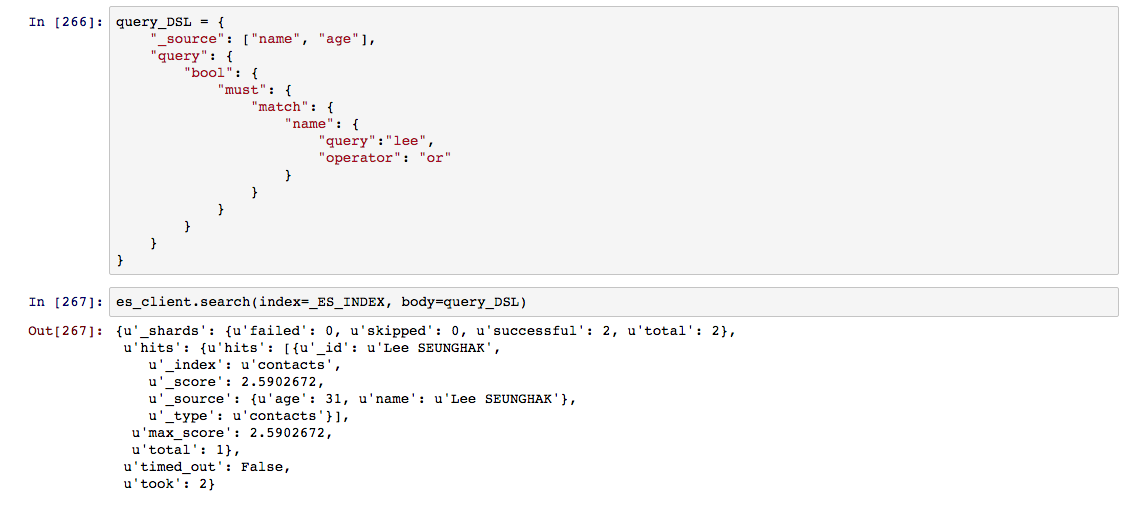 In [266]: query_DSL = {
    "_source": ["name", "age"],
    "query": {
        "bool": {
            "must": {
                "match": {
                    "name": {
                        "query":"lee",
                        "operator": "or"
                    }
                }
            }
        }
    }
}
In [267]: es_client.search(index=_ES_INDEX, body=query_DSL)
Out[267]: {u'_shards': {u'failed': 0, u'skipped': 0, u'successful': 2, u'total': 2},
 u'hits': {u'hits': [{u'_id': u'Lee SEUNGHAK',
    u'_index': u'contacts',
    u'_score': 2.5902672,
    u'_source': {u'age': 31, u'name': u'Lee SEUNGHAK'},
    u'_type': u'contacts'}],
  u'max_score': 2.5902672,
  u'total': 1},
 u'timed_out': False,
 u'took': 2}